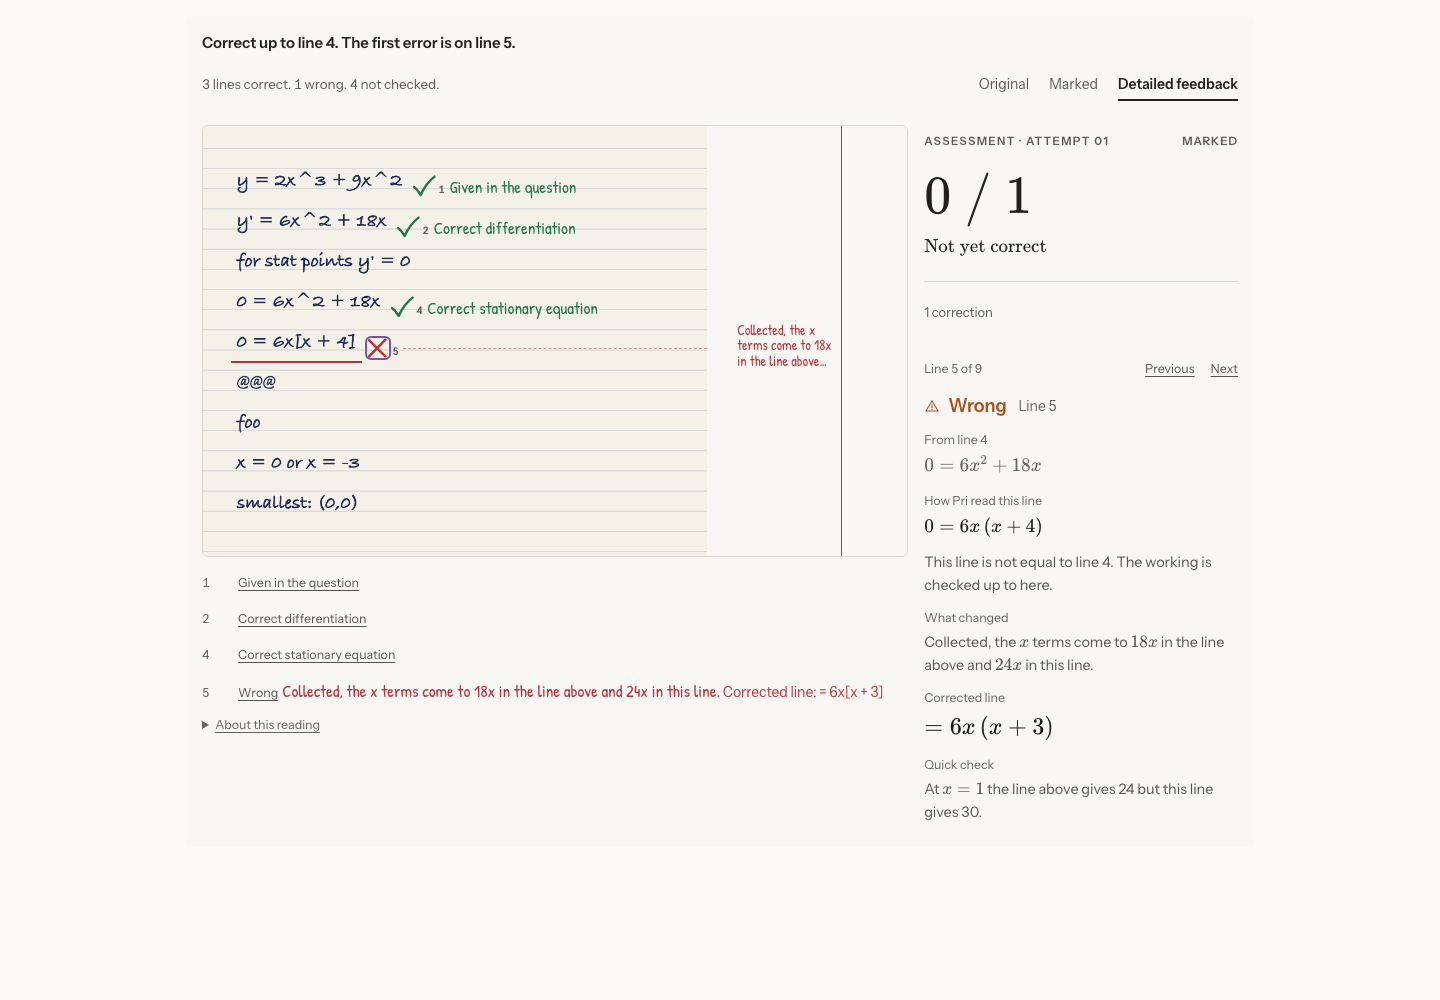 Correct up to line 4. The first error is on line 5.
3 lines correct. 1 wrong. 4 not checked.
Original Marked Detailed feedback
y = 2x^3 + 9x^2 1 Given in the question
y' = 6x^2 + 18x 2 Correct differentiation
for stat points y' = 0
0 = 6x^2 + 18x 4 Correct stationary equation
0 = 6x[x + 4] 5
@@@
foo
x = 0 or x = -3
smallest: (0,0)
Collected, the x
terms come to 18x
in the line above...
1 Given in the question
2 Correct differentiation
4 Correct stationary equation
5 Wrong Collected, the x terms come to 18x in the line above and 24x in this line. Corrected line: = 6x[x + 3]
About this reading
ASSESSMENT · ATTEMPT 01 MARKED
0 / 1
Not yet correct
1 correction
Line 5 of 9 Previous Next
Wrong Line 5
From line 4
0 = 6x² + 18x
How Pri read this line
0 = 6x (x + 4)
This line is not equal to line 4. The working is
checked up to here.
What changed
Collected, the x terms come to 18x in the line
above and 24x in this line.
Corrected line
= 6x (x + 3)
Quick check
At x = 1 the line above gives 24 but this line
gives 30.